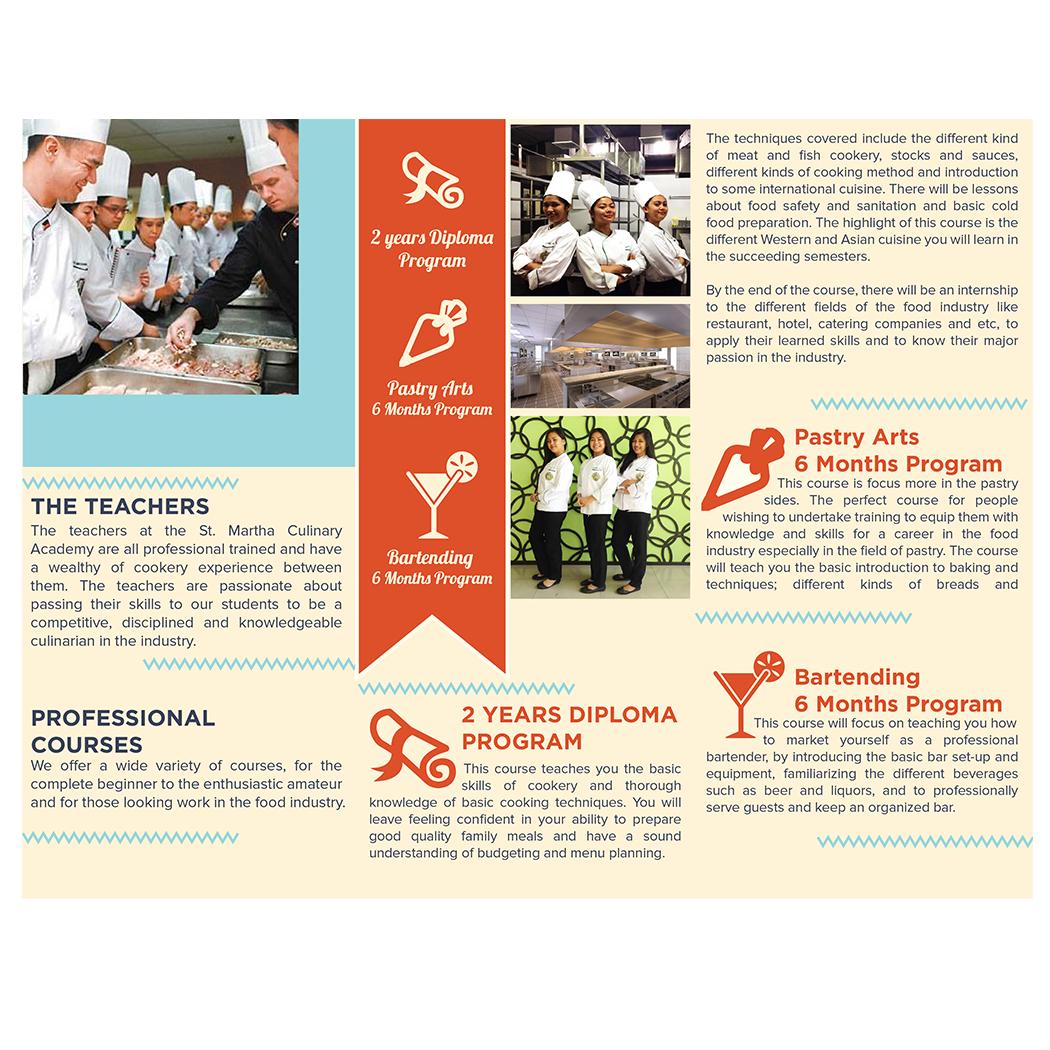 THE TEACHERS
The teachers at the St. Martha Culinary
Academy are all professional trained and have
a wealthy of cookery experience between
them. The teachers are passionate about
passing their skills to our students to be a
competitive, disciplined and knowledgeable
culinarian in the industry.
PROFESSIONAL
COURSES
We offer a wide variety of courses, for the
complete beginner to the enthusiastic amateur
and for those looking work in the food industry.
2 years Diploma
Program
Pastry Arts
6 Months Program
Bartending
6 Months Program
2 YEARS DIPLOMA
PROGRAM
This course teaches you the basic
skills of cookery and thorough
knowledge of basic cooking techniques. You will
leave feeling confident in your ability to prepare
good quality family meals and have a sound
understanding of budgeting and menu planning.
The techniques covered include the different kind
of meat and fish cookery, stocks and sauces,
different kinds of cooking method and introduction
to some international cuisine. There will be lessons
about food safety and sanitation and basic cold
food preparation. The highlight of this course is the
different Western and Asian cuisine you will learn in
the succeeding semesters.
By the end of the course, there will be an internship
to the different fields of the food industry like
restaurant, hotel, catering companies and etc, to
apply their learned skills and to know their major
passion in the industry.
Pastry Arts
6 Months Program
This course is focus more in the pastry
sides. The perfect course for people
wishing to undertake training to equip them with
knowledge and skills for a career in the food
industry especially in the field of pastry. The course
will teach you the basic introduction to baking and
techniques; different kinds of breads and
Bartending
6 Months Program
This course will focus on teaching you how
to market yourself as a professional
bartender, by introducing the basic bar set-up and
equipment, familiarizing the different beverages
such as beer and liquors, and to professionally
serve guests and keep an organized bar.